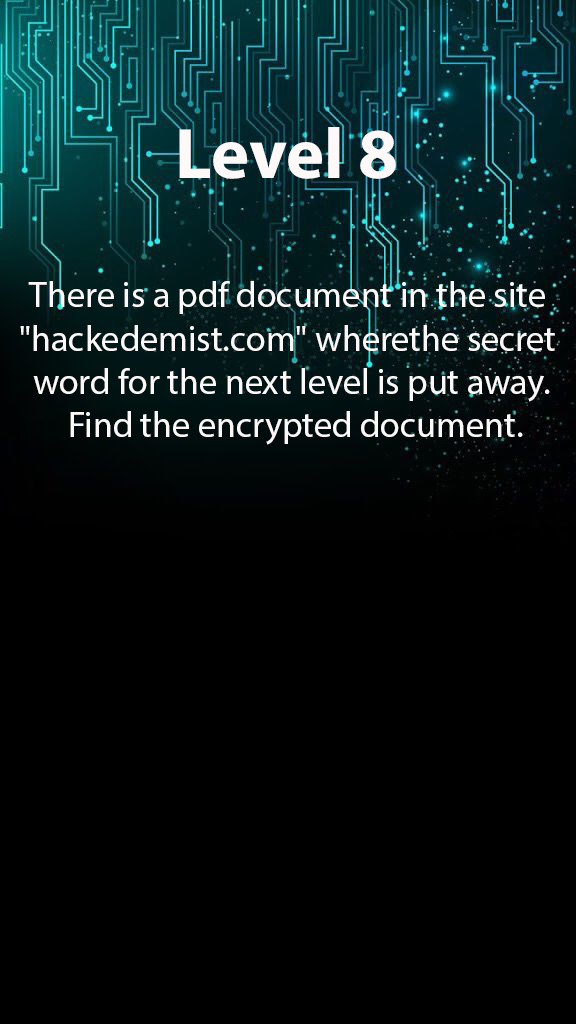 Level 8
There is a pdf document in the site
"hackedemist.com" wherethe secret
word for the next level is put away.
Find the encrypted document.